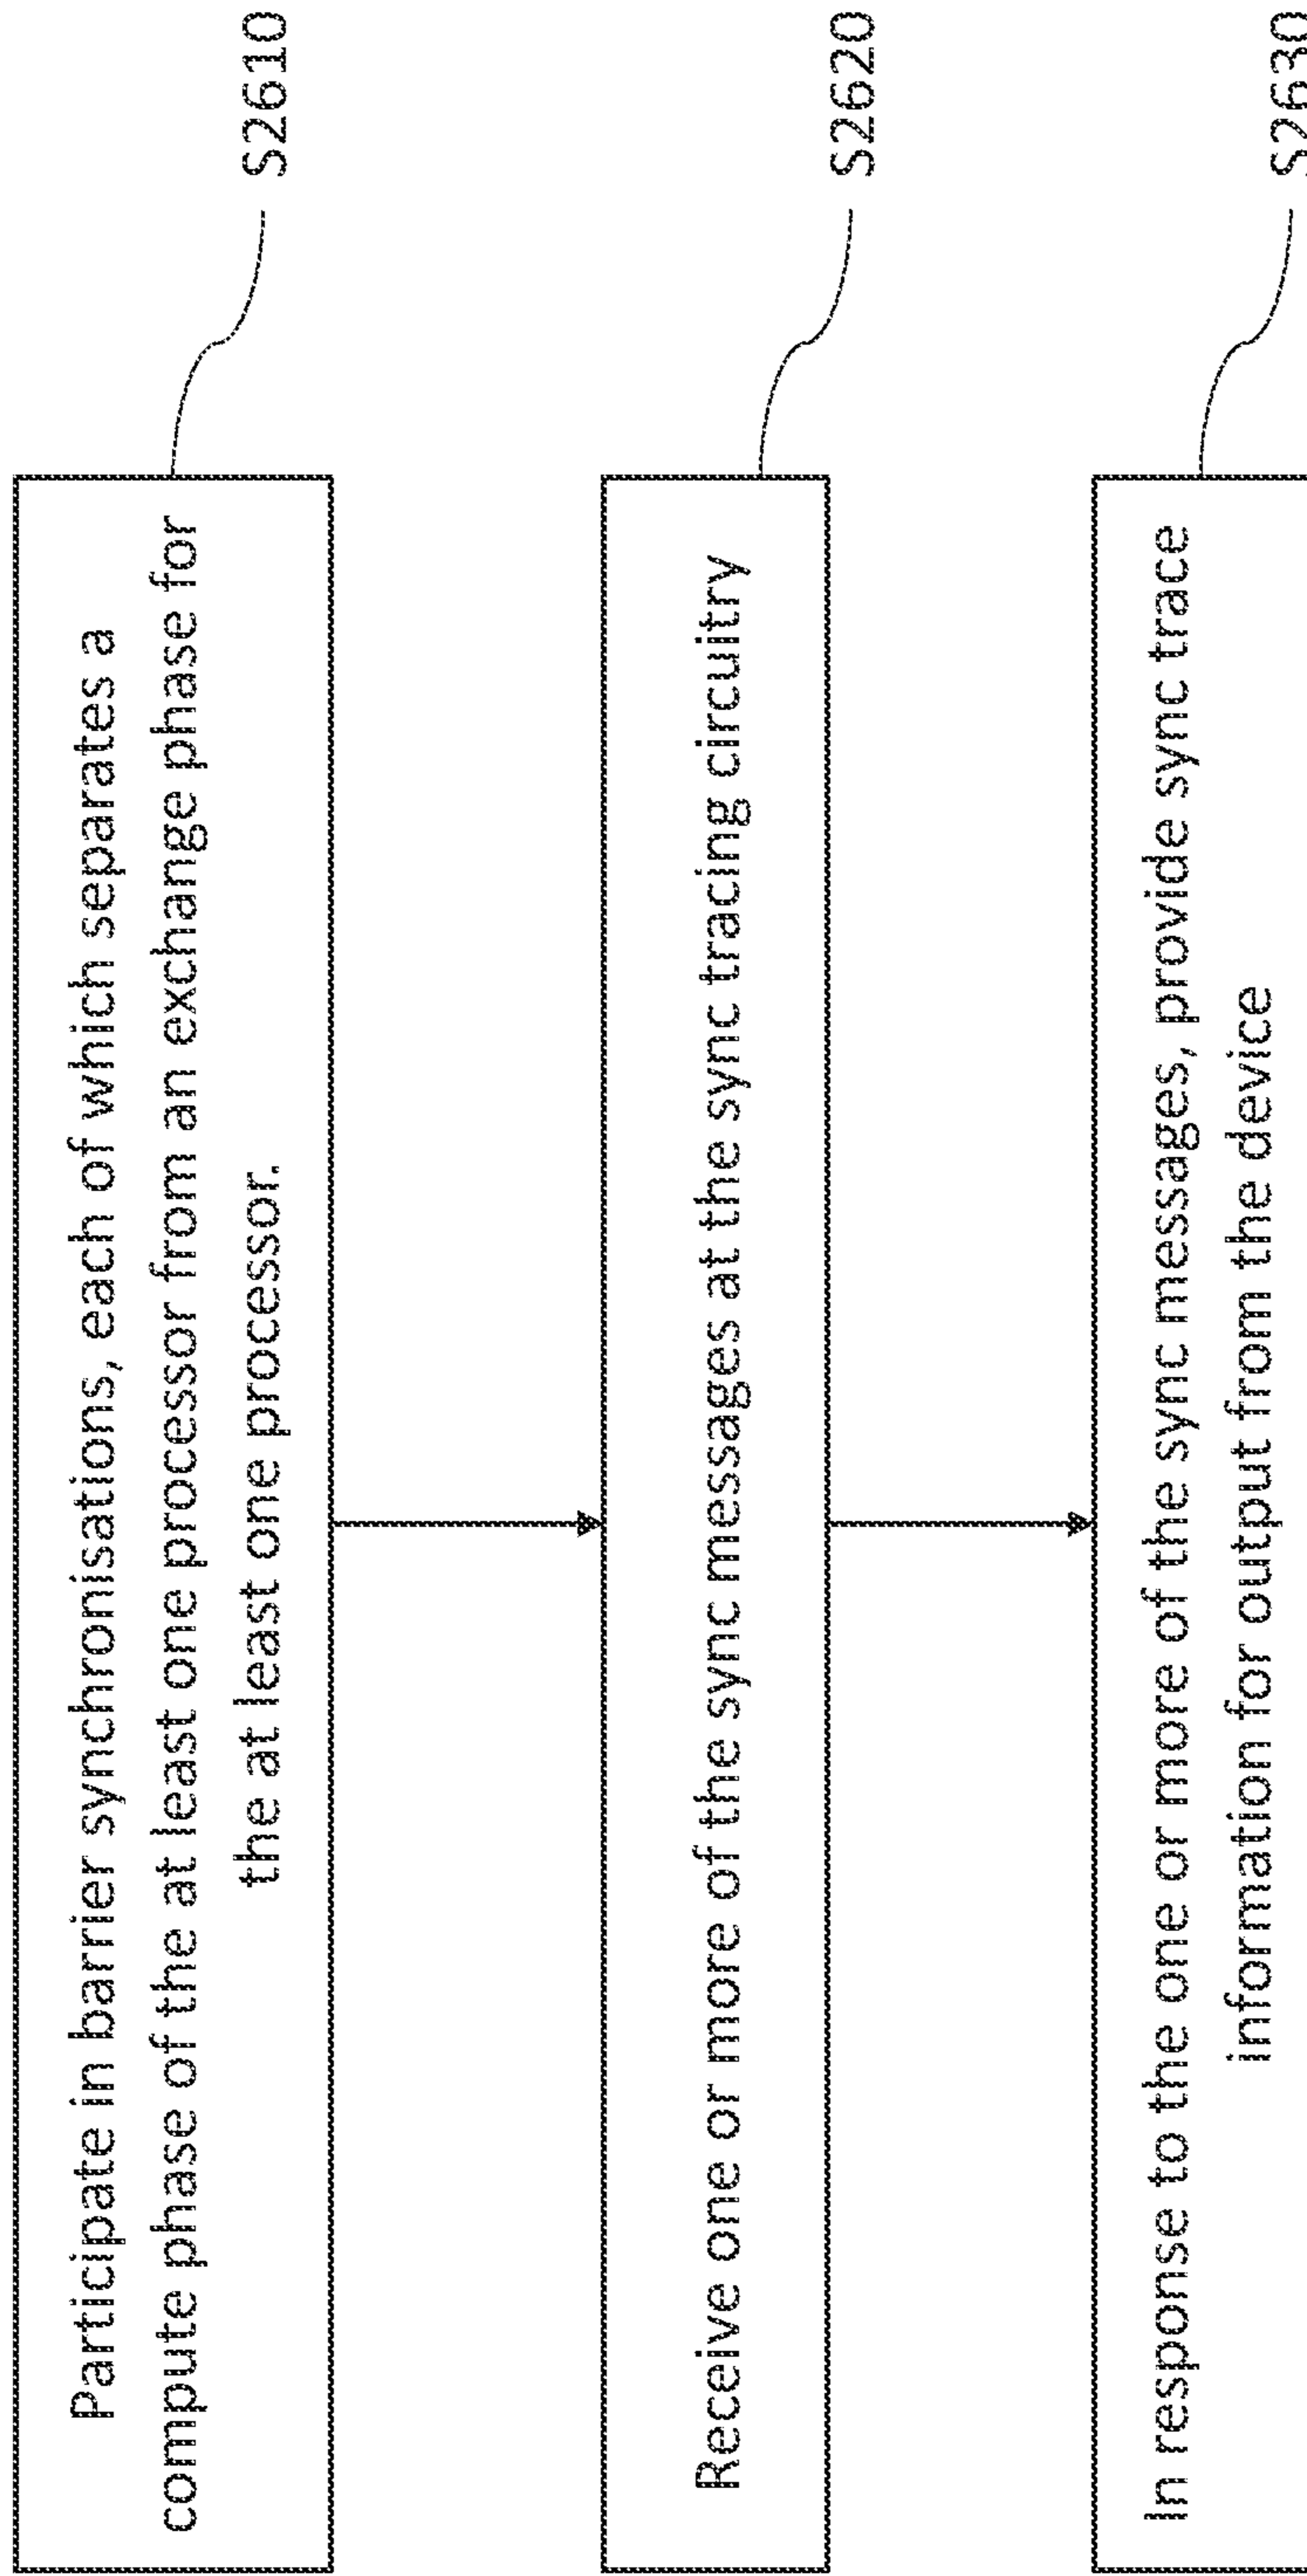 Participate in barrier synchronisations, each of which separates a
compute phase of the at least one processor from an exchange phase for
the at least one processor.
S2610
Receive one or more of the sync messages at the sync tracing circuitry
S2620
In response to the one or more of the sync messages, provide sync trace
information for output from the device
S2630